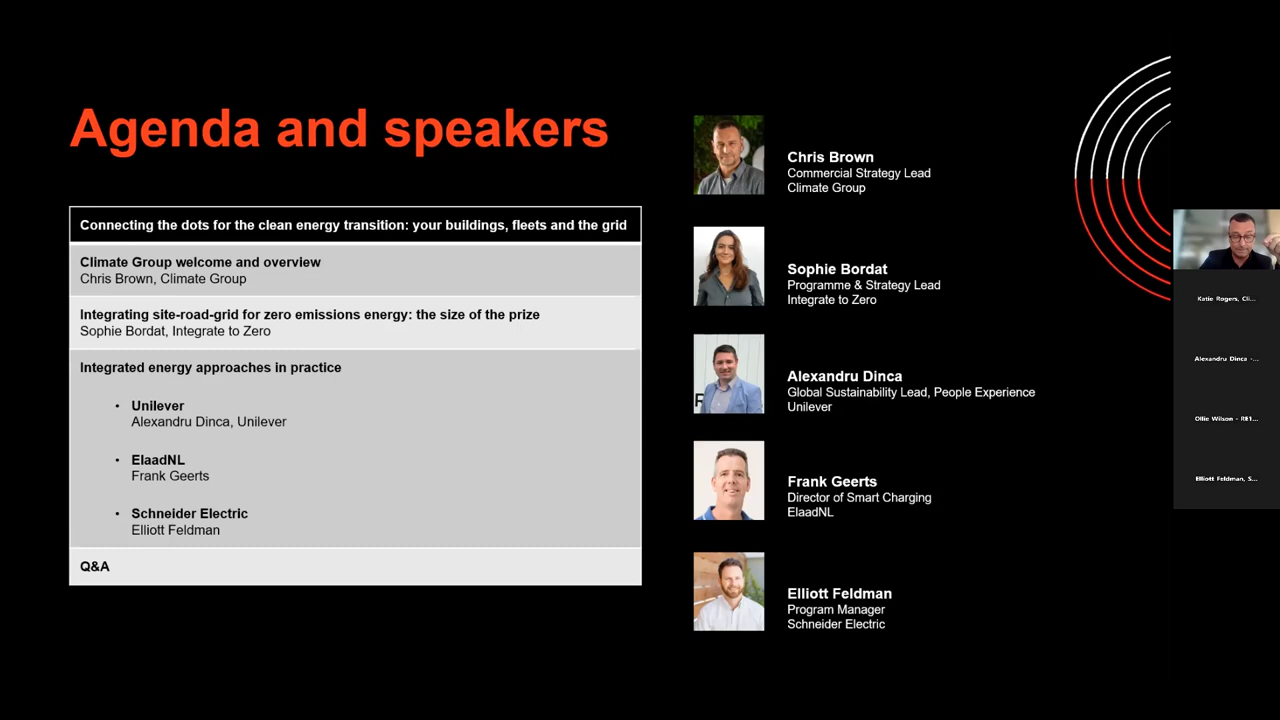 Agenda and speakers
Connecting the dots for the clean energy transition: your buildings, fleets and the grid
Climate Group welcome and overview
Chris Brown, Climate Group
Integrating site-road-grid for zero emissions energy: the size of the prize
Sophie Bordat, Integrate to Zero
Integrated energy approaches in practice
• Unilever
Alexandru Dinca, Unilever
• ElaadNL
Frank Geerts
• Schneider Electric
Elliott Feldman
Q&A
Chris Brown
Commercial Strategy Lead
Climate Group
Sophie Bordat
Programme & Strategy Lead
Integrate to Zero
Alexandru Dinca
Global Sustainability Lead, People Experience
Unilever
Frank Geerts
Director of Smart Charging
ElaadNL
Elliott Feldman
Program Manager
Schneider Electric
Katie Rogers, Cli...
Alexandru Dinca -...
Ollie Wilson - RE1...
Elliott Feldman, S...